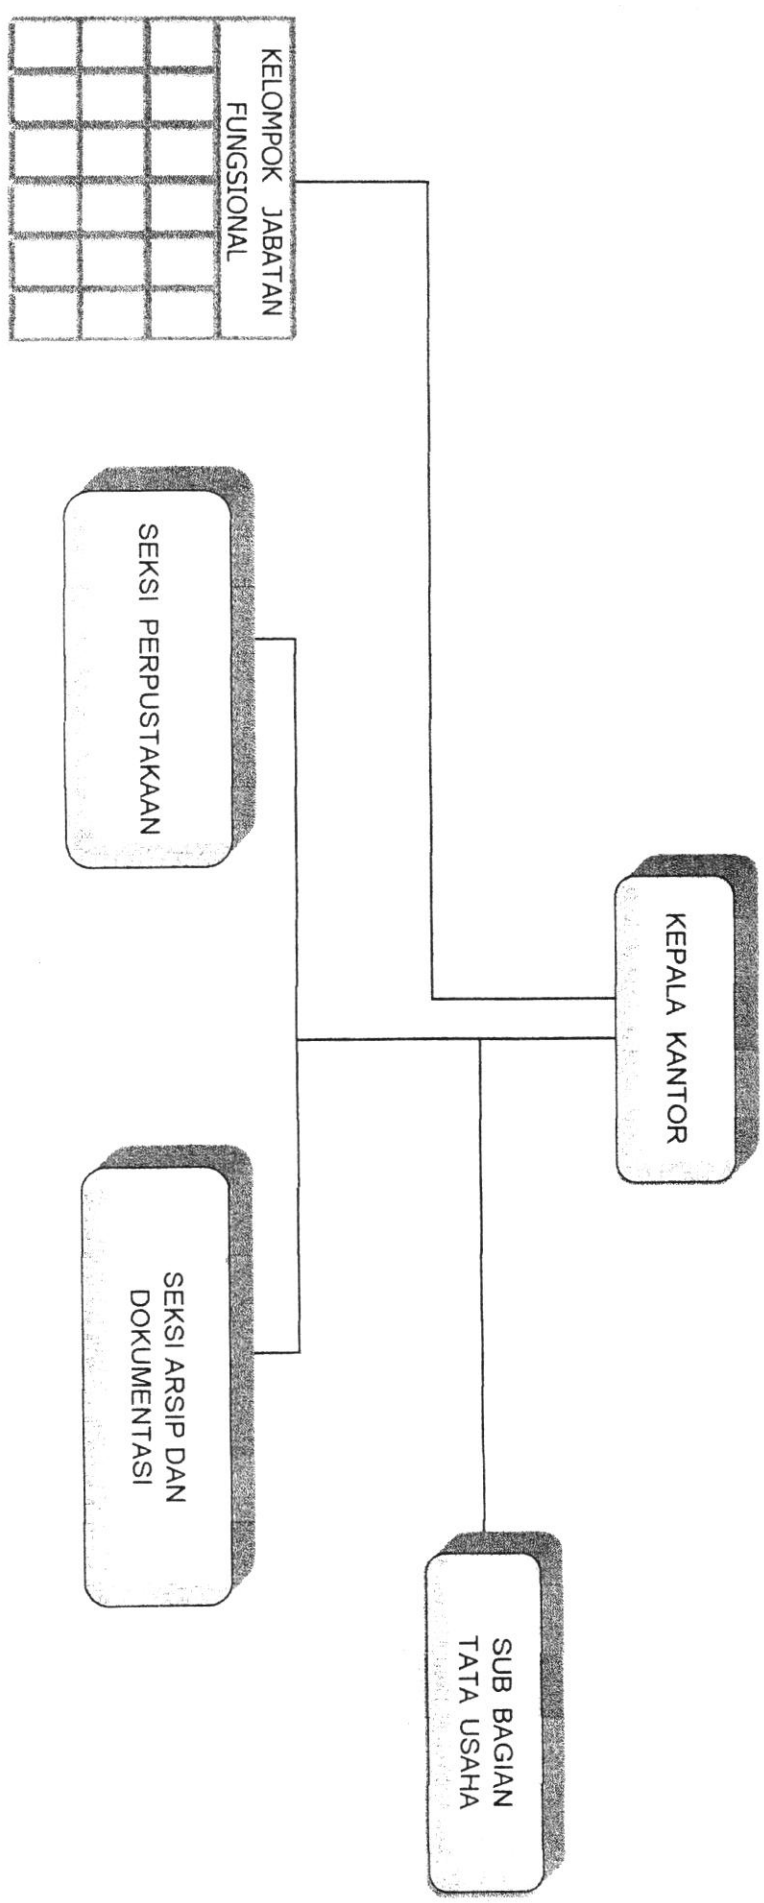 KEPALA KANTOR
SUB BAGIAN
TATA USAHA
KELOMPOK JABATAN
FUNGSIONAL
SEKSI PERPUSTAKAAN
SEKSI ARSIP DAN
DOKUMENTASI